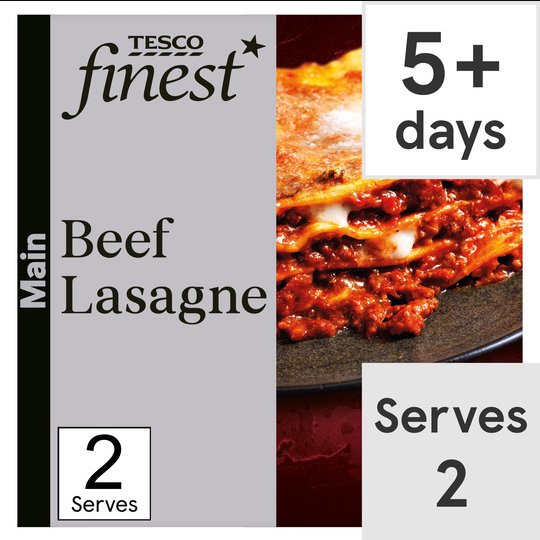 TESCO
finest
Beef
Lasagne
Main
2
Serves
5+
days
Serves
2